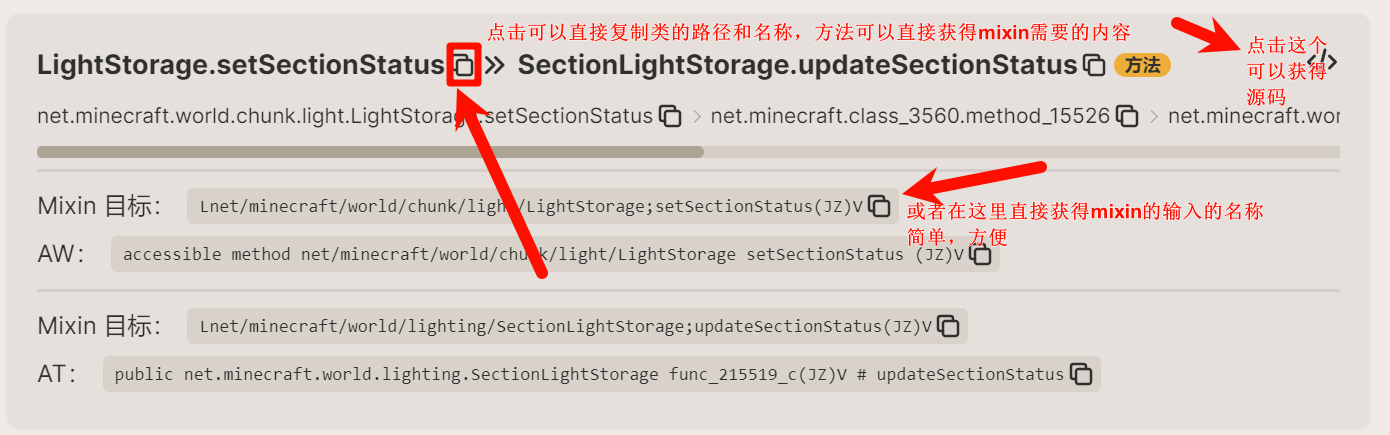 点击可以直接复制类的路径和名称，方法可以直接获得mixin需要的内容
LightStorage.setSectionStatus
SectionLightStorage.updateSectionStatus
方法
点击这个
可以获得
源码
net.minecraft.world.chunk.light.LightStorage.setSectionStatus
net.minecraft.class_3560.method_15526
net.minecraft.wor
Mixin 目标： Lnet/minecraft/world/chunk/light/LightStorage;setSectionStatus(JZ)V
或者在这里直接获得mixin的输入的名称
简单，方便
AW： accessible method net/minecraft/world/chunk/light/LightStorage setSectionStatus (JZ)V
Mixin 目标： Lnet/minecraft/world/lighting/SectionLightStorage;updateSectionStatus(JZ)V
AT： public net.minecraft.world.lighting.SectionLightStorage func_215519_c(JZ)V # updateSectionStatus